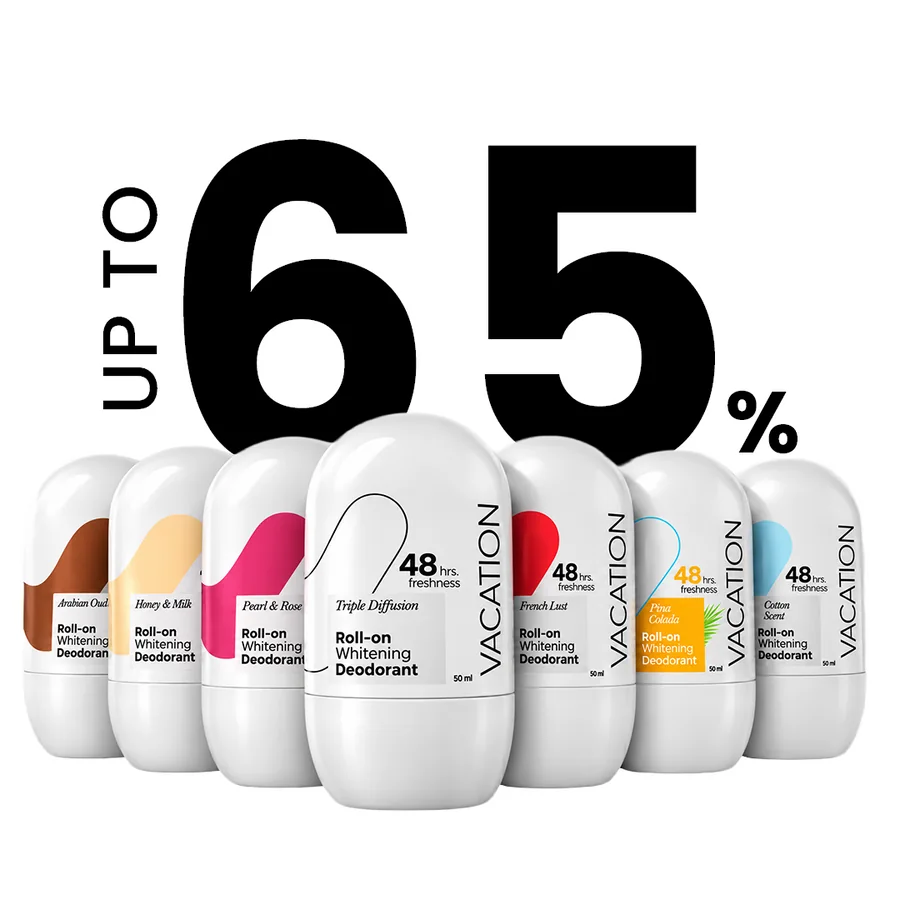 UP TO
65
%
Arabian Oud
Roll-on
Whitening
Deodorant
Honey & Milk
Roll-on
Whitening
Deodorant
Pearl & Rose
Roll-on
Whitening
Deodorant
48 hrs.
freshness
Triple Diffusion
Roll-on
Whitening
Deodorant
50 ml
VACATION
48 hrs.
freshness
French Lust
Roll-on
Whitening
Deodorant
50 ml
VACATION
48 hrs.
freshness
Pina
Colada
Roll-on
Whitening
Deodorant
50 ml
VACATION
48 hrs.
freshness
Cotton
Scent
Roll-on
Whitening
Deodorant
50 ml
VACATION